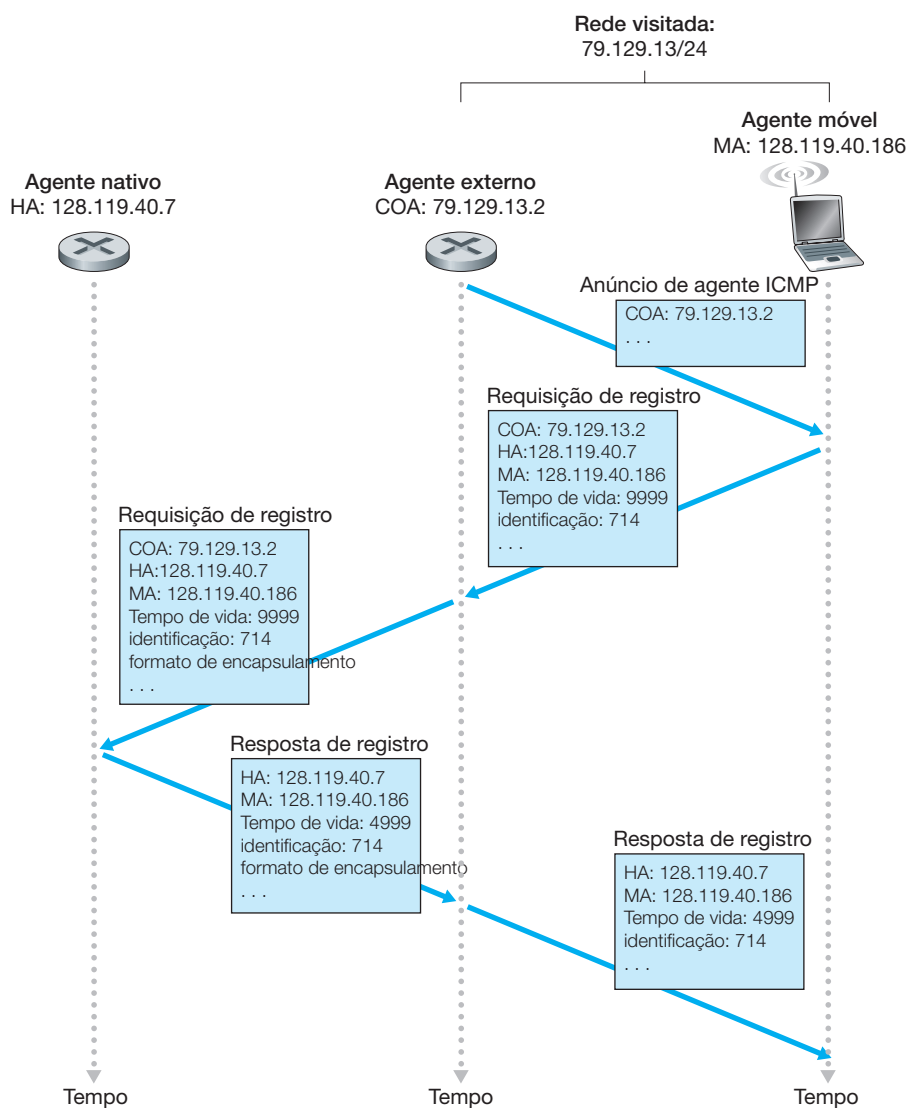 Rede visitada:
79.129.13/24
Agente móvel
MA: 128.119.40.186
Agente nativo
HA: 128.119.40.7
Agente externo
COA: 79.129.13.2
Anúncio de agente ICMP
COA: 79.129.13.2
. . .
Requisição de registro
COA: 79.129.13.2
HA:128.119.40.7
MA: 128.119.40.186
Tempo de vida: 9999
identificação: 714
. . .
Requisição de registro
COA: 79.129.13.2
HA:128.119.40.7
MA: 128.119.40.186
Tempo de vida: 9999
identificação: 714
formato de encapsulamento
. . .
Resposta de registro
HA: 128.119.40.7
MA: 128.119.40.186
Tempo de vida: 4999
identificação: 714
formato de encapsulamento
. . .
Resposta de registro
HA: 128.119.40.7
MA: 128.119.40.186
Tempo de vida: 4999
identificação: 714
. . .
Tempo
Tempo
Tempo